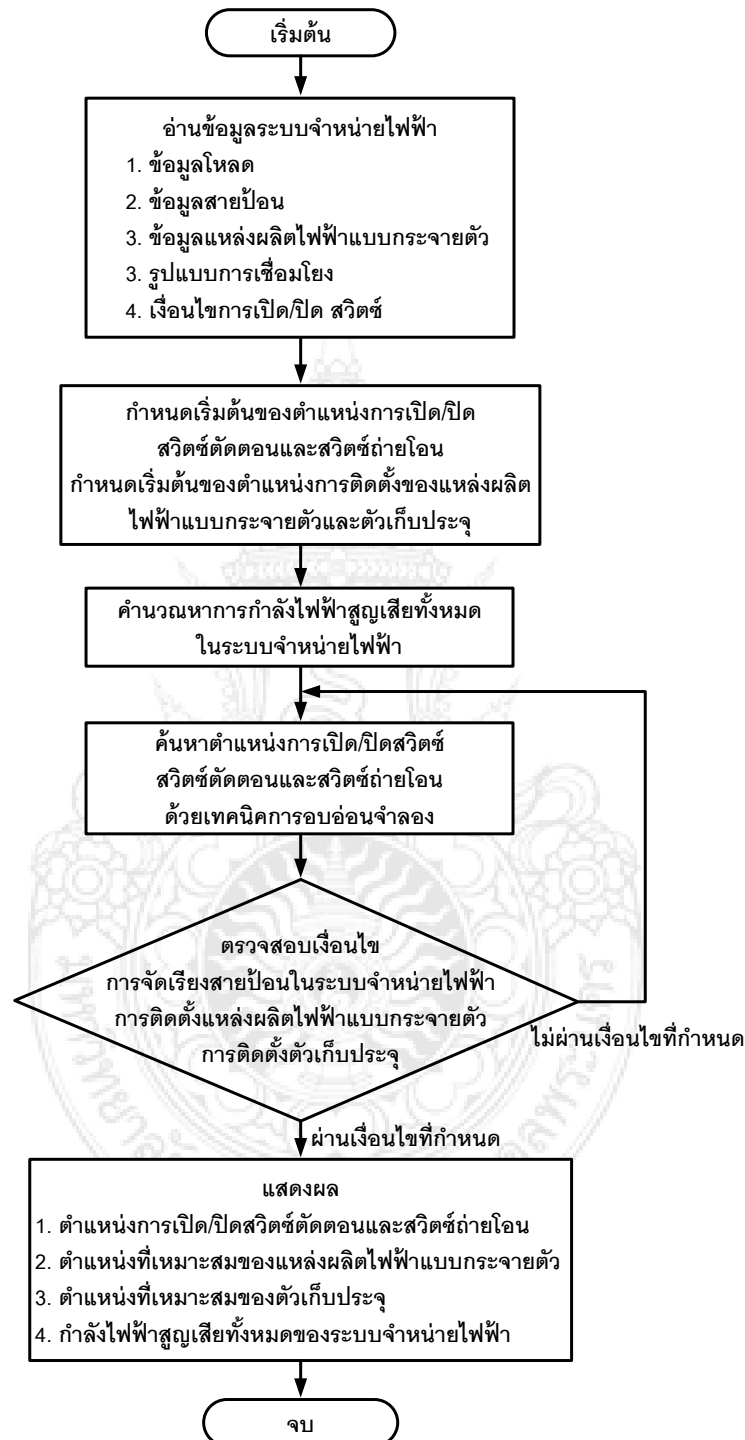 เริ่มต้น
อ่านข้อมูลระบบจำหน่ายไฟฟ้า
1. ข้อมูลโหลด
2. ข้อมูลสายป้อน
3. ข้อมูลแหล่งผลิตไฟฟ้าแบบกระจายตัว
3. รูปแบบการเชื่อมโยง
4. เงื่อนไขการเปิด/ปิด สวิตซ์
กำหนดเริ่มต้นของตำแหน่งการเปิด/ปิด
สวิตซ์ตัดตอนและสวิตซ์ถ่ายโอน
กำหนดเริ่มต้นของตำแหน่งการติดตั้งของแหล่งผลิต
ไฟฟ้าแบบกระจายตัวและตัวเก็บประจุ
คำนวณหาการกำลังไฟฟ้าสูญเสียทั้งหมด
ในระบบจำหน่ายไฟฟ้า
ค้นหาตำแหน่งการเปิด/ปิดสวิตซ์
สวิตซ์ตัดตอนและสวิตซ์ถ่ายโอน
ด้วยเทคนิคการอบอ่อนจำลอง
ตรวจสอบเงื่อนไข
การจัดเรียงสายป้อนในระบบจำหน่ายไฟฟ้า
การติดตั้งแหล่งผลิตไฟฟ้าแบบกระจายตัว
การติดตั้งตัวเก็บประจุ
ไม่ผ่านเงื่อนไขที่กำหนด
ผ่านเงื่อนไขที่กำหนด
แสดงผล
1. ตำแหน่งการเปิด/ปิดสวิตซ์ตัดตอนและสวิตซ์ถ่ายโอน
2. ตำแหน่งที่เหมาะสมของแหล่งผลิตไฟฟ้าแบบกระจายตัว
3. ตำแหน่งที่เหมาะสมของตัวเก็บประจุ
4. กำลังไฟฟ้าสูญเสียทั้งหมดของระบบจำหน่ายไฟฟ้า
จบ